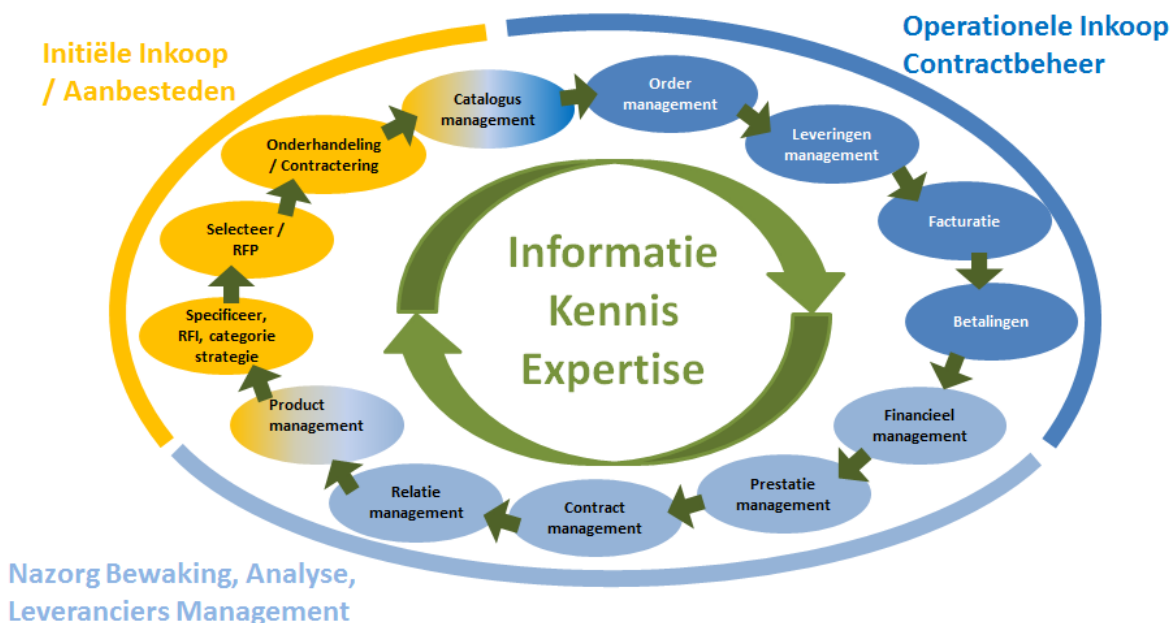 Initiële Inkoop
/ Aanbesteden
Operationele Inkoop
Contractbeheer
Catalogus
management
Order
management
Leveringen
management
Facturatie
Betalingen
Financieel
management
Prestatie
management
Contract
management
Relatie
management
Product
management
Specificeer,
RFI, categorie
strategie
Selecteer /
RFP
Onderhandeling
/ Contractering
Informatie
Kennis
Expertise
Nazorg Bewaking, Analyse,
Leveranciers Management